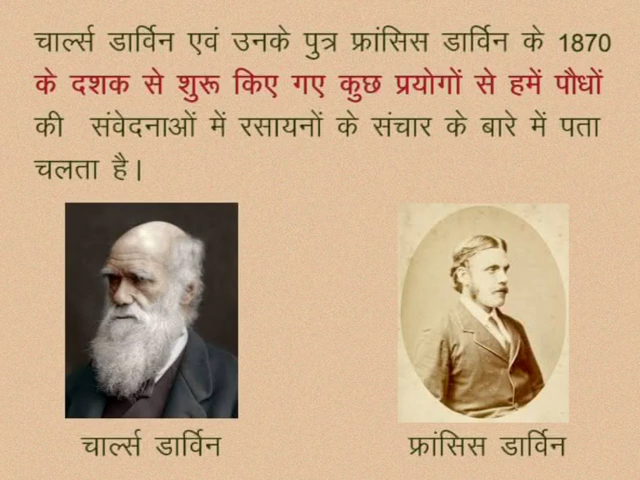 चार्ल्स डार्विन एवं उनके पुत्र फ्रांसिस डार्विन के 1870
के दशक से शुरू किए गए कुछ प्रयोगों से हमें पौधों
की संवेदनाओं में रसायनों के संचार के बारे में पता
चलता है।
चार्ल्स डार्विन
फ्रांसिस डार्विन